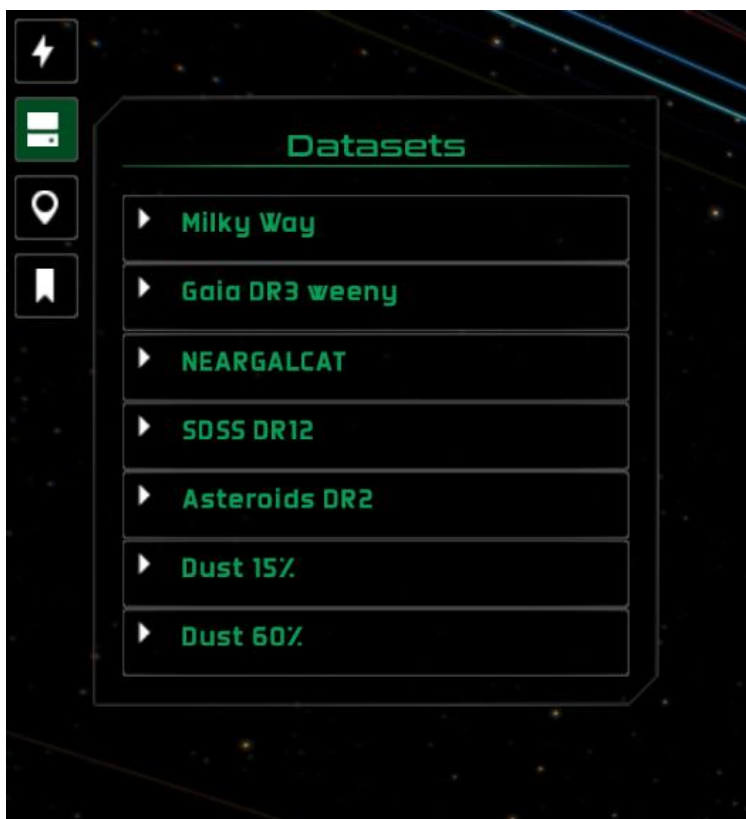 Datasets
Milky Way
Gaia DR3 weeny
NEARGALCAT
SDSS DR12
Asteroids DR2
Dust 15%
Dust 60%